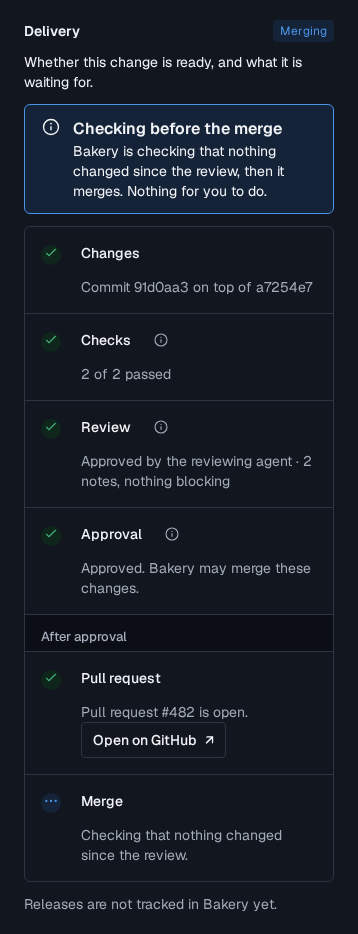 Delivery
Merging
Whether this change is ready, and what it is
waiting for.
Checking before the merge
Bakery is checking that nothing
changed since the review, then it
merges. Nothing for you to do.
Changes
Commit 91d0aa3 on top of a7254e7
Checks
2 of 2 passed
Review
Approved by the reviewing agent · 2
notes, nothing blocking
Approval
Approved. Bakery may merge these
changes.
After approval
Pull request
Pull request #482 is open.
Open on GitHub ↗
Merge
Checking that nothing changed
since the review.
Releases are not tracked in Bakery yet.